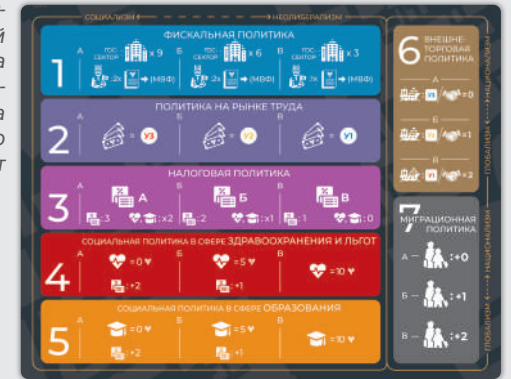 СОЦИАЛИЗМ НЕОЛИБЕРАЛИЗМ
1
ФИСКАЛЬНАЯ ПОЛИТИКА
А ГОС-СЕКТОР × 9 :2x → (МВФ)
Б ГОС-СЕКТОР × 6 :2x → (МВФ)
В ГОС-СЕКТОР × 3 :1x → (МВФ)
2
ПОЛИТИКА НА РЫНКЕ ТРУДА
А = У3
Б = У2
В = У1
3
НАЛОГОВАЯ ПОЛИТИКА
А А :3 :x2
Б Б :2 :x1
В В :1 :0
4
СОЦИАЛЬНАЯ ПОЛИТИКА В СФЕРЕ ЗДРАВООХРАНЕНИЯ И ЛЬГОТ
А =0 ¥ :+2
Б =5 ¥ :+1
В =10 ¥
5
СОЦИАЛЬНАЯ ПОЛИТИКА В СФЕРЕ ОБРАЗОВАНИЯ
А =0 ¥ :+2
Б =5 ¥ :+1
В =10 ¥
6
ВНЕШНЕ-
ТОРГОВАЯ
ПОЛИТИКА
А
=0
Б
=1
В
=2
7
МИГРАЦИОННАЯ
ПОЛИТИКА
А – :+0
Б – :+1
В – :+2
ГЛОБАЛИЗМ НАЦИОНАЛИЗМ
ГЛОБАЛИЗМ НАЦИОНАЛИЗМ